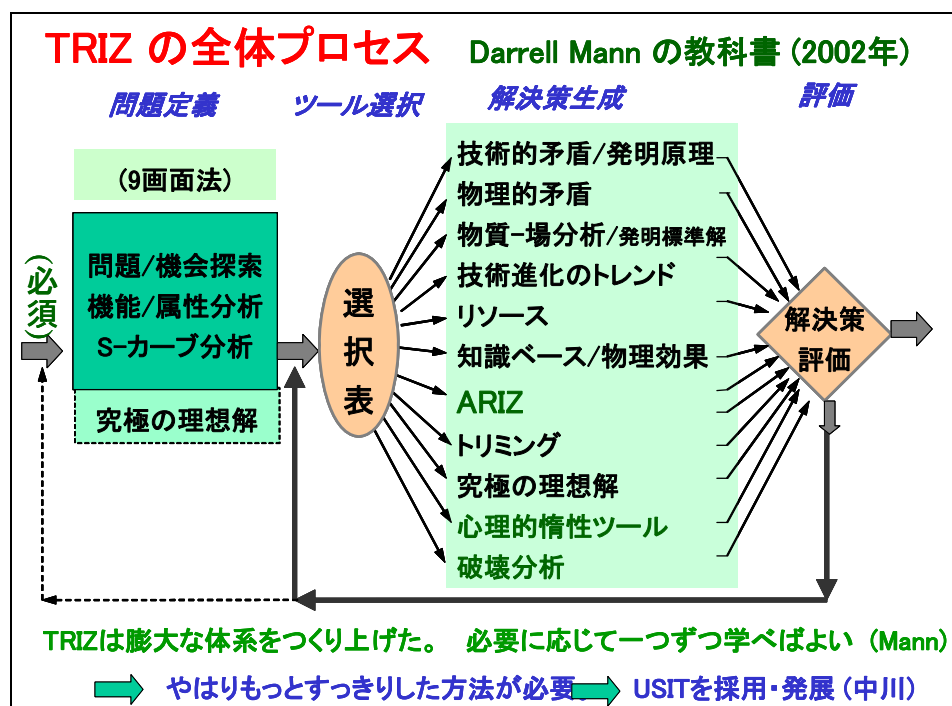 TRIZ の全体プロセス Darrell Mann の教科書 (2002年)
問題定義 ツール選択 解決策生成 評価
(9画面法)
(必須)
問題/機会探索
機能/属性分析
S-カーブ分析
究極の理想解
選択表
技術的矛盾/発明原理
物理的矛盾
物質-場分析/発明標準解
技術進化のトレンド
リソース
知識ベース/物理効果
ARIZ
トリミング
究極の理想解
心理的惰性ツール
破壊分析
解決策
評価
TRIZは膨大な体系をつくり上げた。 必要に応じて一つずつ学べばよい (Mann)
やはりもっとすっきりした方法が必要。 USITを採用・発展 (中川)